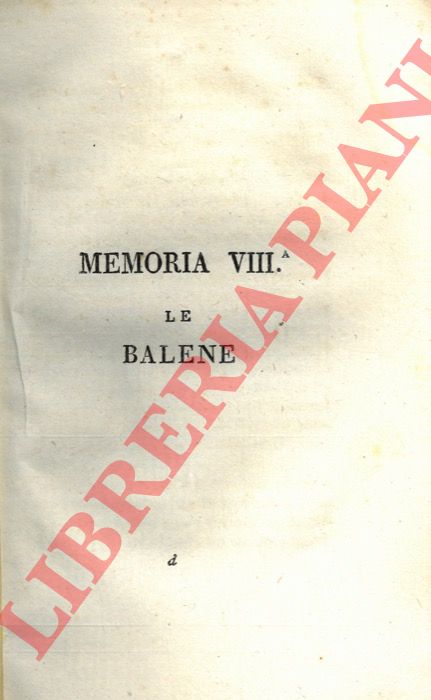 MEMORIA VIII.ᴬ
LE
BALENE
d
LIBRERIA PIANI